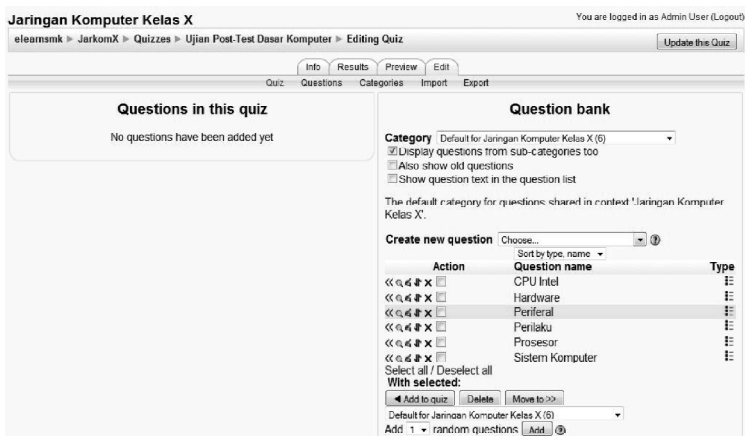 Jaringan Komputer Kelas X
You are logged in as Admin User (Logout)
elearnsmk ► JarkomX ► Quizzes ► Ujian Post-Test Dasar Komputer ► Editing Quiz
Update this Quiz
Info Results Preview Edit
Quiz Questions Categories Import Export
Questions in this quiz
No questions have been added yet
Question bank
Category Default for Jaringan Komputer Kelas X (6)
Display questions from sub-categories too
Also show old questions
Show question text in the question list
The default category for questions shared in context 'Jaringan Komputer
Kelas X'.
Create new question Choose...
Sort by type, name
Action Question name Type
CPU Intel
Hardware
Periferal
Perilaku
Prosesor
Sistem Komputer
Select all / Deselect all
With selected:
◄ Add to quiz Delete Move to >>
Default for Jaringan Komputer Kelas X (6)
Add 1 random questions Add